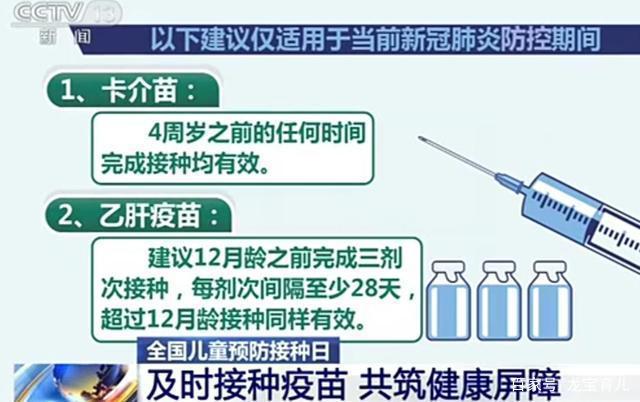 CCTV 13
新闻
以下建议仅适用于当前新冠肺炎防控期间
1、卡介苗：
4周岁之前的任何时间
完成接种均有效。
2、乙肝疫苗：
建议12月龄之前完成三剂
次接种，每剂次间隔至少28天，
超过12月龄接种同样有效。
全国儿童预防接种日
及时接种疫苗 共筑健康屏障
百家号/龙宝育儿